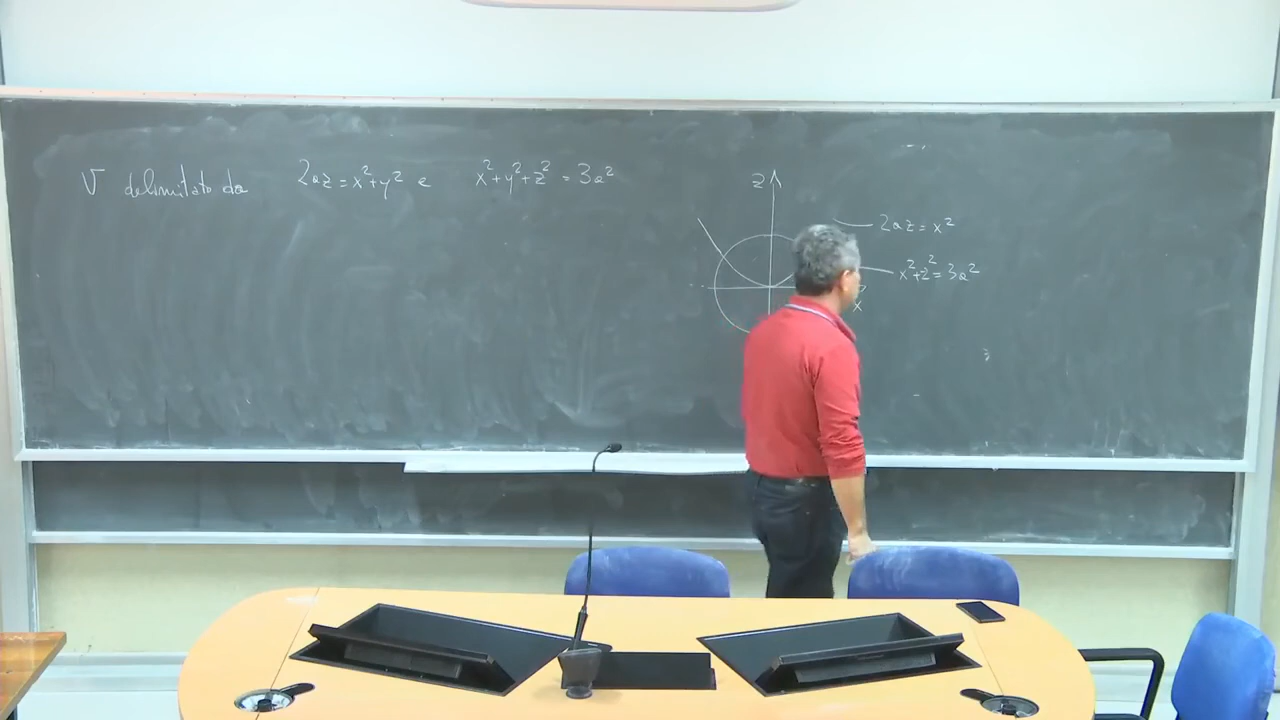 V delimitato da 2az = x²+y² e x²+y²+z² = 3a²
z
2az = x²
x²+z² = 3a²
x